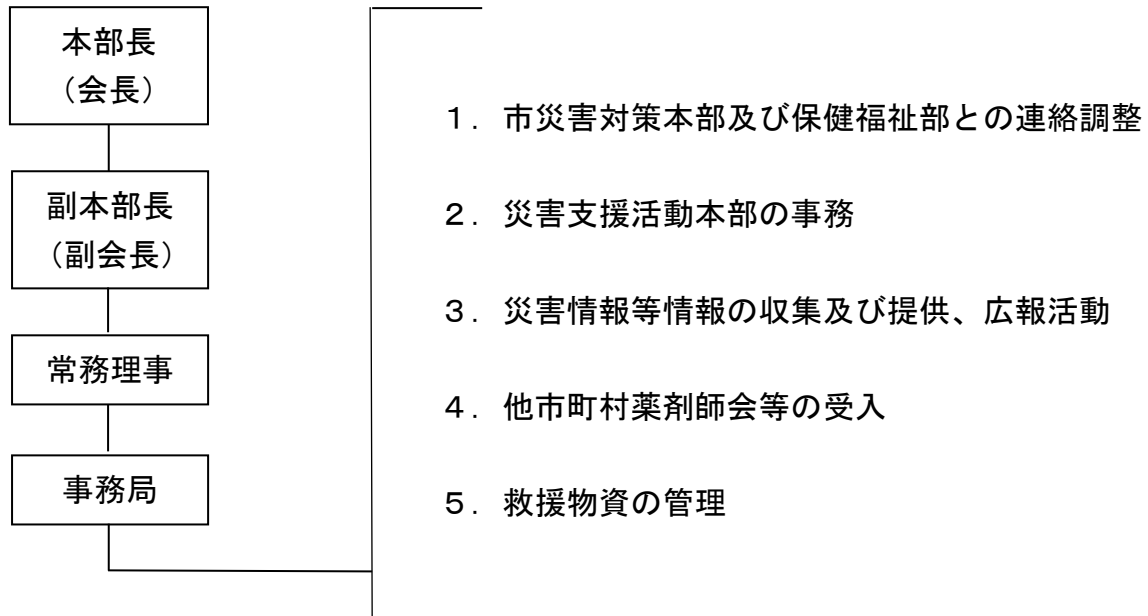 本部長
（会長）
副本部長
（副会長）
常務理事
事務局
１．市災害対策本部及び保健福祉部との連絡調整
２．災害支援活動本部の事務
３．災害情報等情報の収集及び提供、広報活動
４．他市町村薬剤師会等の受入
５．救援物資の管理